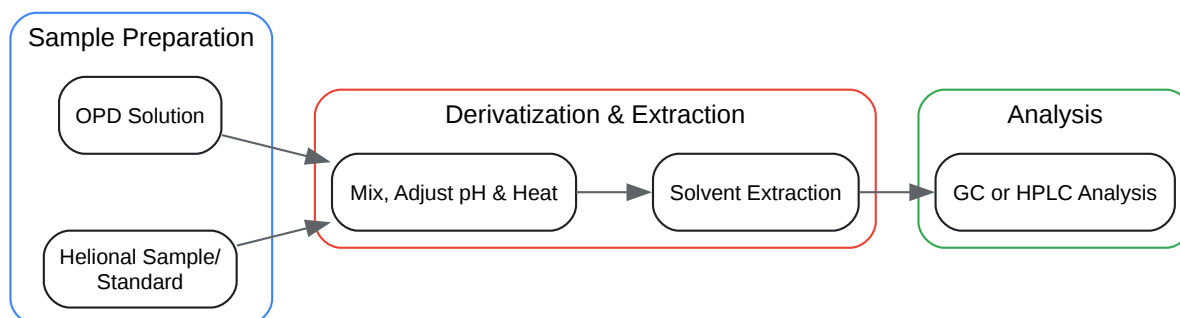 Sample Preparation
OPD Solution
Helional Sample/
Standard
Derivatization & Extraction
Mix, Adjust pH & Heat
Solvent Extraction
Analysis
GC or HPLC Analysis